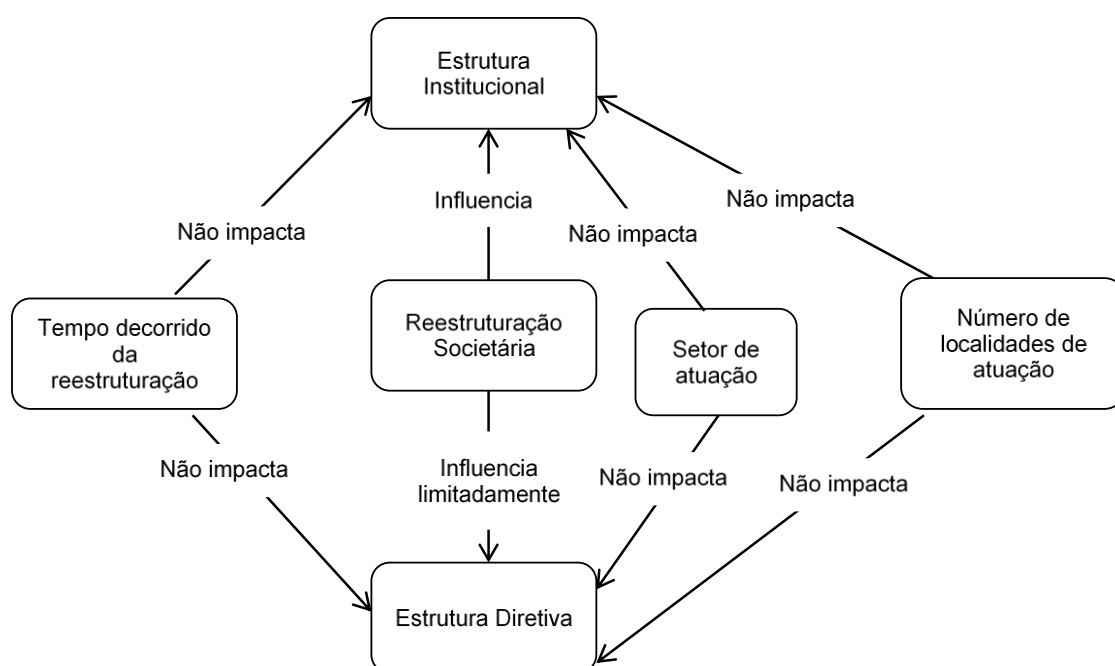 Estrutura
Institucional
Influencia
Não impacta
Não impacta
Não impacta
Tempo decorrido
da
reestruturação
Reestruturação
Societária
Setor de
atuação
Número de
localidades de
atuação
Não impacta
Influencia
limitadamente
Não impacta
Não impacta
Estrutura Diretiva